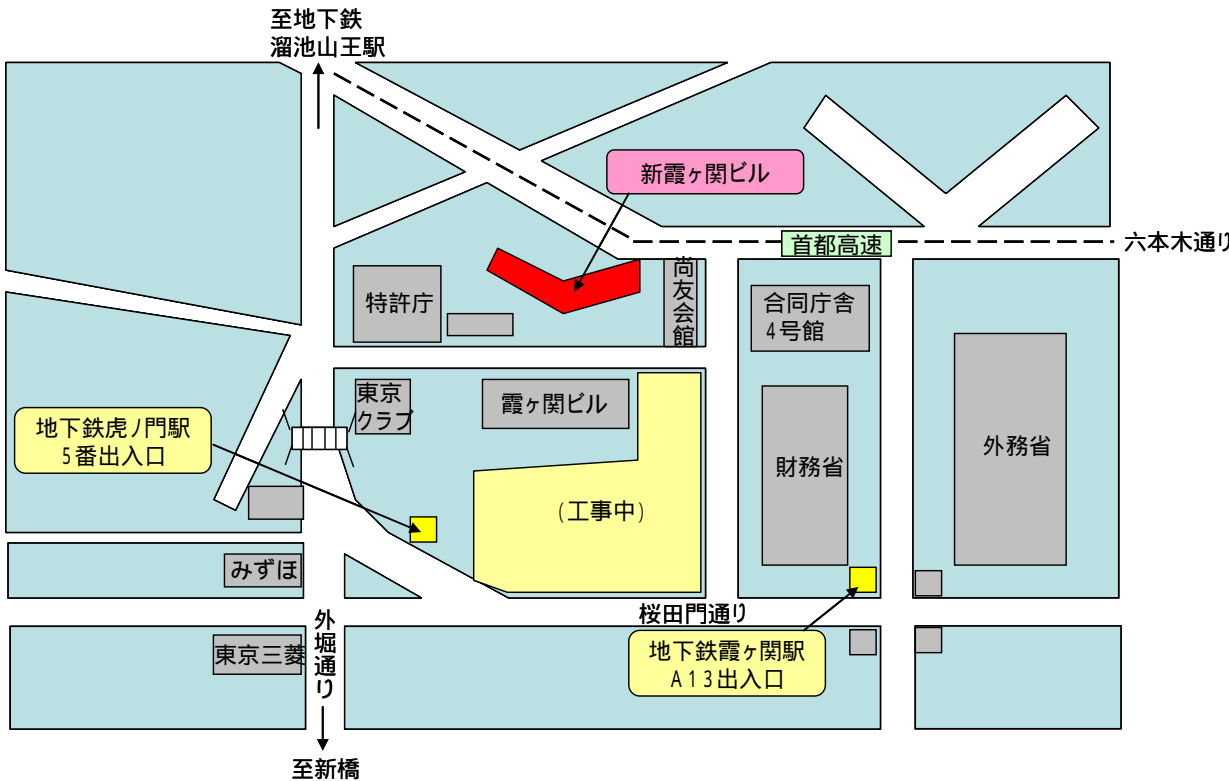 至地下鉄
溜池山王駅
新霞ヶ関ビル
首都高速
六本木通り
特許庁
尚友会館
合同庁舎
4号館
東京
クラブ
霞ヶ関ビル
地下鉄虎ノ門駅
5番出入口
財務省
外務省
(工事中)
みずほ
桜田門通り
外堀通り
東京三菱
地下鉄霞ヶ関駅
A13出入口
至新橋